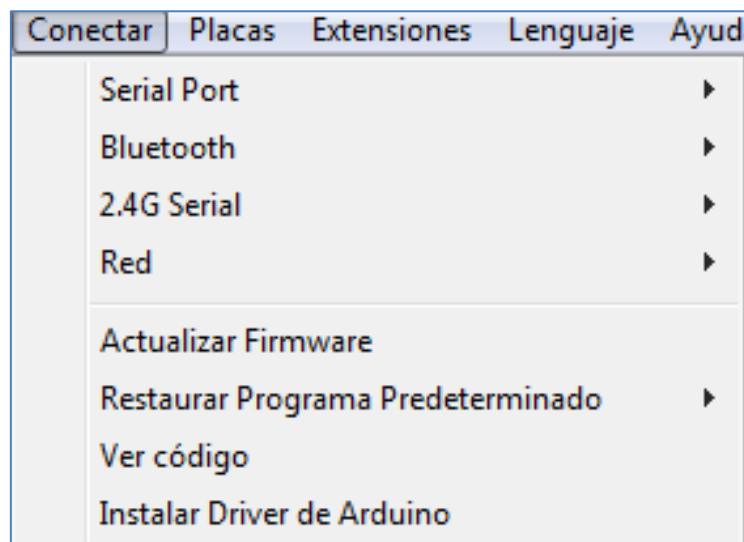 Conectar Placas Extensiones Lenguaje Ayud
Serial Port
Bluetooth
2.4G Serial
Red
Actualizar Firmware
Restaurar Programa Predeterminado
Ver código
Instalar Driver de Arduino